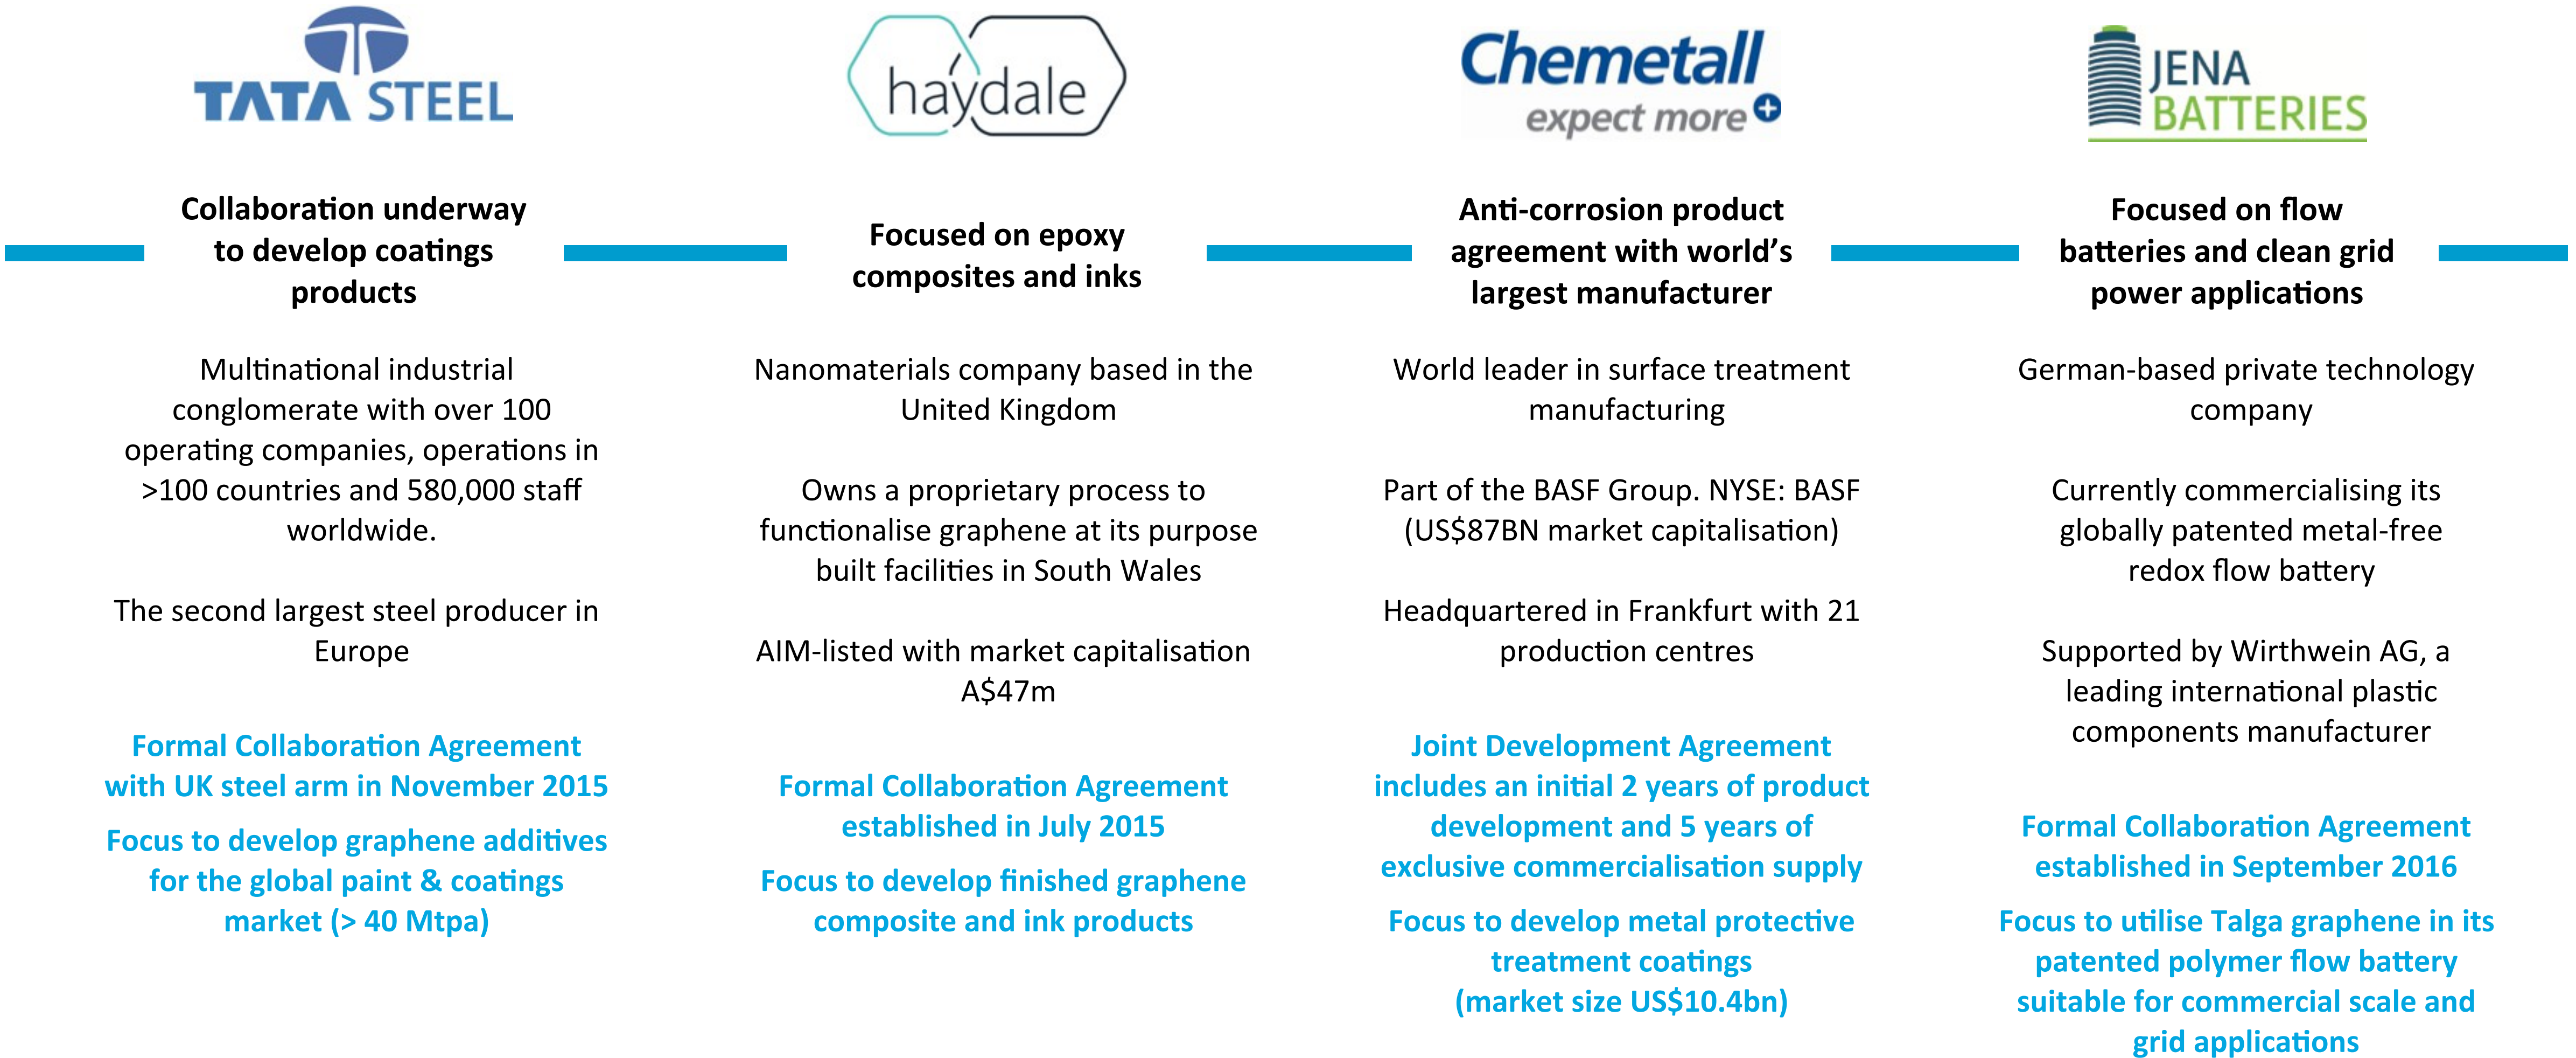 TATA STEEL
Collaboration underway
to develop coatings
products
Multinational industrial
conglomerate with over 100
operating companies, operations in
>100 countries and 580,000 staff
worldwide.
The second largest steel producer in
Europe
Formal Collaboration Agreement
with UK steel arm in November 2015
Focus to develop graphene additives
for the global paint & coatings
market (> 40 Mtpa)
haydale
Focused on epoxy
composites and inks
Nanomaterials company based in the
United Kingdom
Owns a proprietary process to
functionalise graphene at its purpose
built facilities in South Wales
AIM-listed with market capitalisation
A$47m
Formal Collaboration Agreement
established in July 2015
Focus to develop finished graphene
composite and ink products
Chemetall
expect more +
Anti-corrosion product
agreement with world’s
largest manufacturer
World leader in surface treatment
manufacturing
Part of the BASF Group. NYSE: BASF
(US$87BN market capitalisation)
Headquartered in Frankfurt with 21
production centres
Joint Development Agreement
includes an initial 2 years of product
development and 5 years of
exclusive commercialisation supply
Focus to develop metal protective
treatment coatings
(market size US$10.4bn)
JENA
BATTERIES
Focused on flow
batteries and clean grid
power applications
German-based private technology
company
Currently commercialising its
globally patented metal-free
redox flow battery
Supported by Wirthwein AG, a
leading international plastic
components manufacturer
Formal Collaboration Agreement
established in September 2016
Focus to utilise Talga graphene in its
patented polymer flow battery
suitable for commercial scale and
grid applications